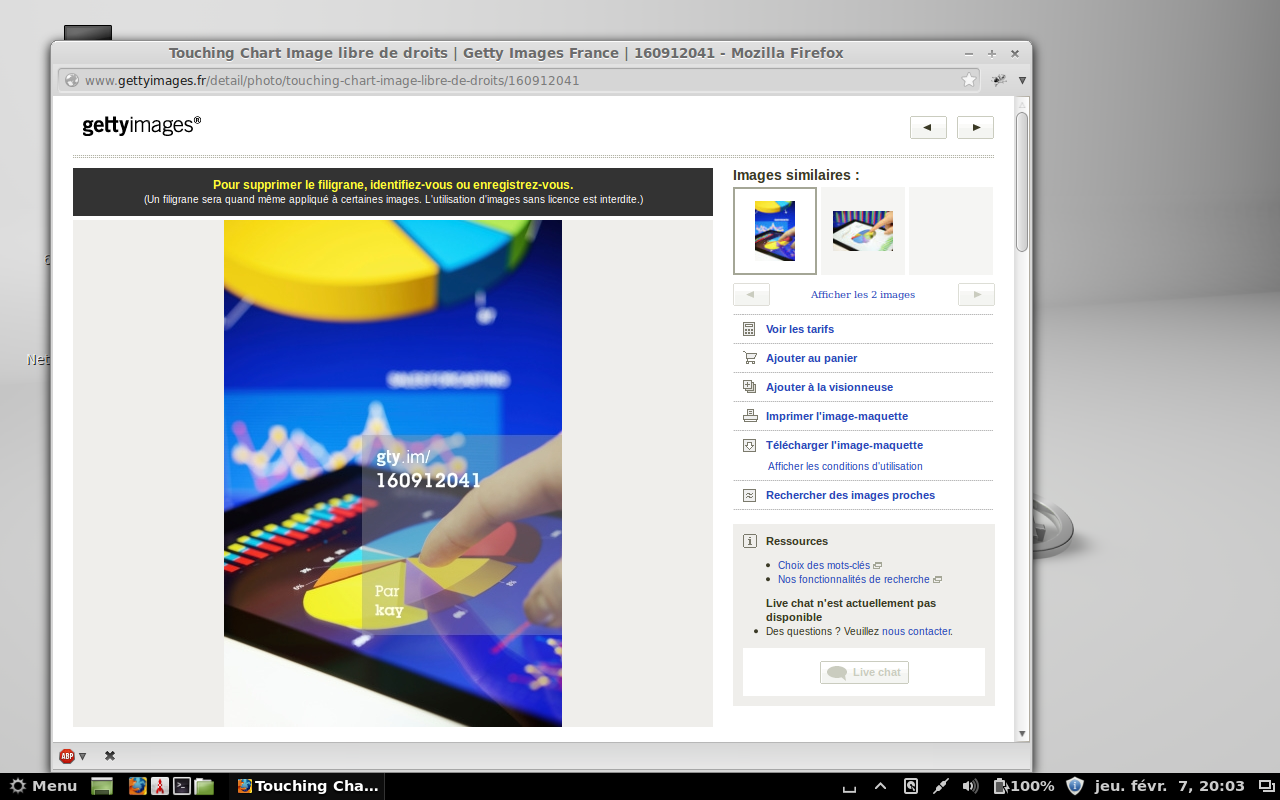 Touching Chart Image libre de droits | Getty Images France | 160912041 - Mozilla Firefox
www.gettyimages.fr/detail/photo/touching-chart-image-libre-de-droits/160912041
gettyimages®
Pour supprimer le filigrane, identifiez-vous ou enregistrez-vous.
(Un filigrane sera quand même appliqué à certaines images. L'utilisation d'images sans licence est interdite.)
gty.im/
160912041
Par
kay
Images similaires :
Afficher les 2 images
Voir les tarifs
Ajouter au panier
Ajouter à la visionneuse
Imprimer l'image-maquette
Télécharger l'image-maquette
Afficher les conditions d'utilisation
Rechercher des images proches
Ressources
Choix des mots-clés
Nos fonctionnalités de recherche
Live chat n'est actuellement pas
disponible
Des questions ? Veuillez nous contacter.
Live chat
Net
ABP
Menu
Touching Cha...
100%
jeu. févr. 7, 20:03